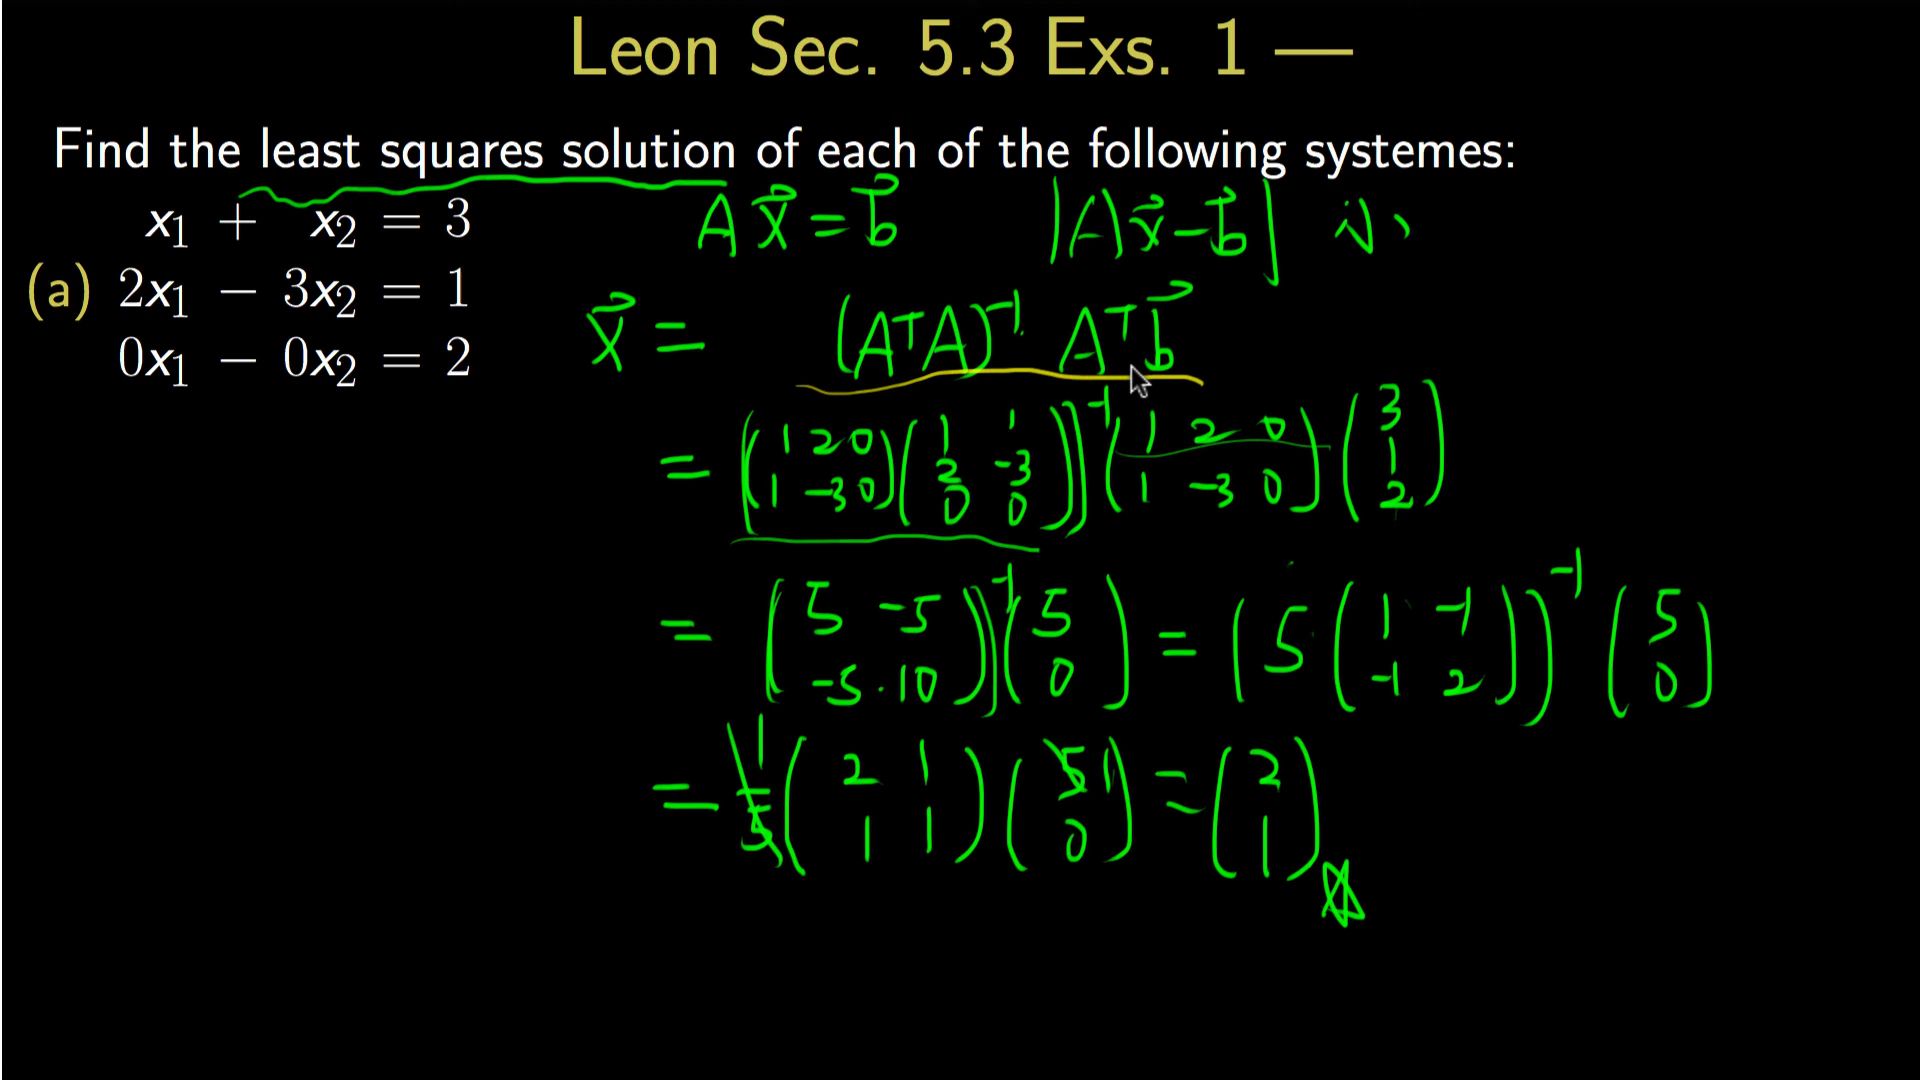 Leon Sec. 5.3 Exs. 1 —
Find the least squares solution of each of the following systemes:
x₁ + x₂ = 3
(a) 2x₁ − 3x₂ = 1
0x₁ − 0x₂ = 2
A x⃗ = b⃗ |A x⃗ − b⃗|
x⃗ = (AᵀA)⁻¹ Aᵀ b⃗
= ((1 2 0; 1 −3 0)(1 1; 2 −3; 0 0))⁻¹ (1 2 0; 1 −3 0)(3; 1; 2)
= (5 −5; −5 10)⁻¹ (5; 0) = (5 (1 −1; −1 2))⁻¹ (5; 0)
= 1/5 (2 1; 1 1)(5 1; 0) = (2; 1)